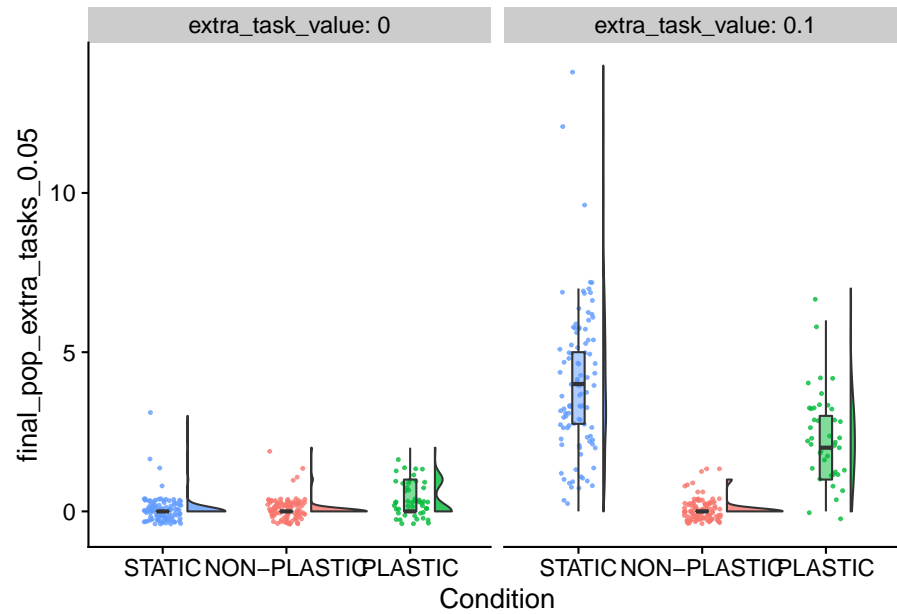 extra_task_value: 0
extra_task_value: 0.1
final_pop_extra_tasks_0.05
10
5
0
STATIC NON−PLASTIC PLASTIC
STATIC NON−PLASTIC PLASTIC
Condition